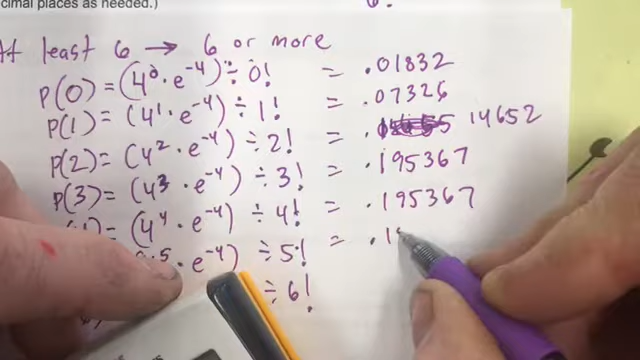 cimal places as needed.)
6.
At least 6 → 6 or more
P(0) = (4⁰ · e⁻⁴) ÷ 0! = .01832
P(1) = (4¹ · e⁻⁴) ÷ 1! = .07326
P(2) = (4² · e⁻⁴) ÷ 2! = . 14652
P(3) = (4³ · e⁻⁴) ÷ 3! = .195367
(4⁴ · e⁻⁴) ÷ 4! = .195367
⁵ · e⁻⁴) ÷ 5! = .1
÷ 6!